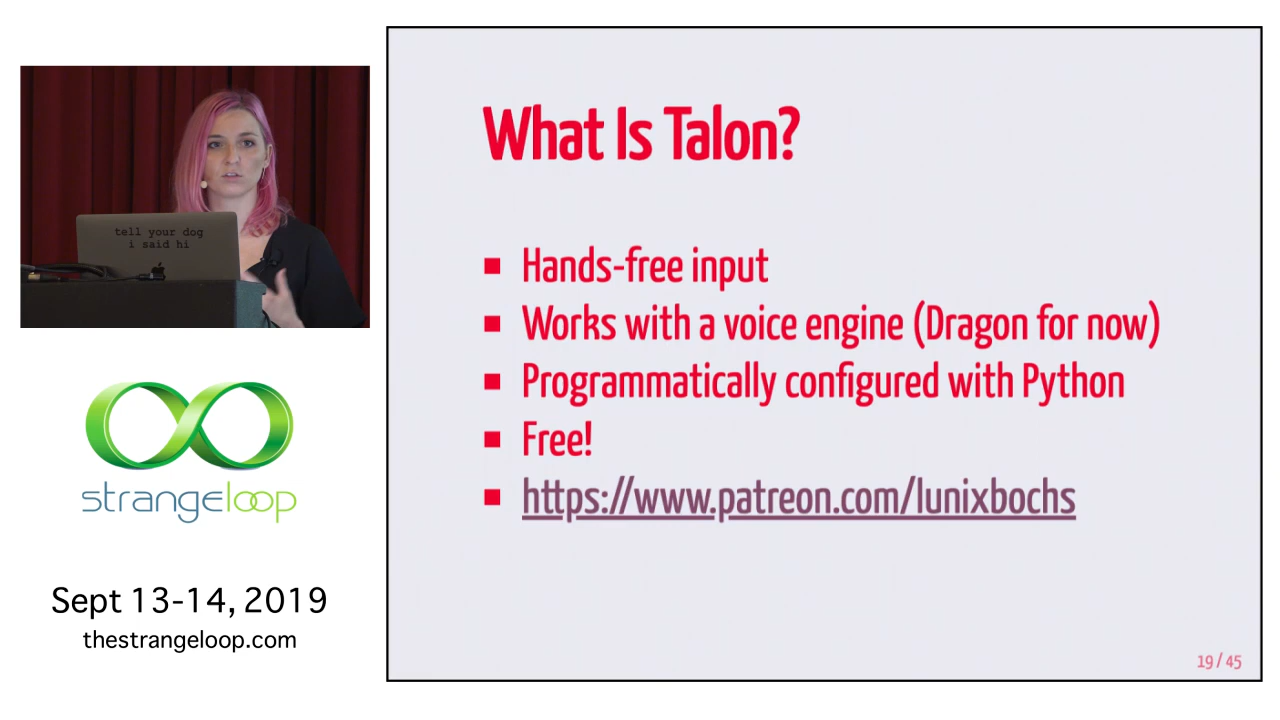 tell your dog
i said hi
strangeloop
Sept 13-14, 2019
thestrangeloop.com
What Is Talon?
Hands-free input
Works with a voice engine (Dragon for now)
Programmatically configured with Python
Free!
https://www.patreon.com/lunixbochs
19 / 45